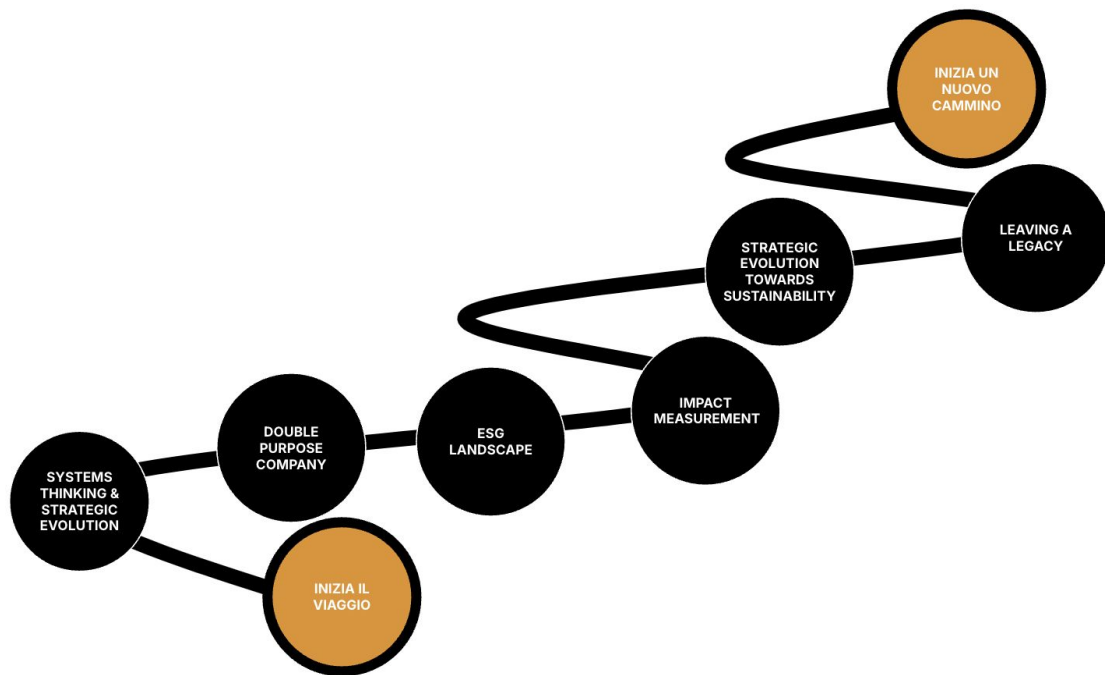 INIZIA UN
NUOVO
CAMMINO
LEAVING A
LEGACY
STRATEGIC
EVOLUTION
TOWARDS
SUSTAINABILITY
IMPACT
MEASUREMENT
ESG
LANDSCAPE
DOUBLE
PURPOSE
COMPANY
SYSTEMS
THINKING &
STRATEGIC
EVOLUTION
INIZIA IL
VIAGGIO